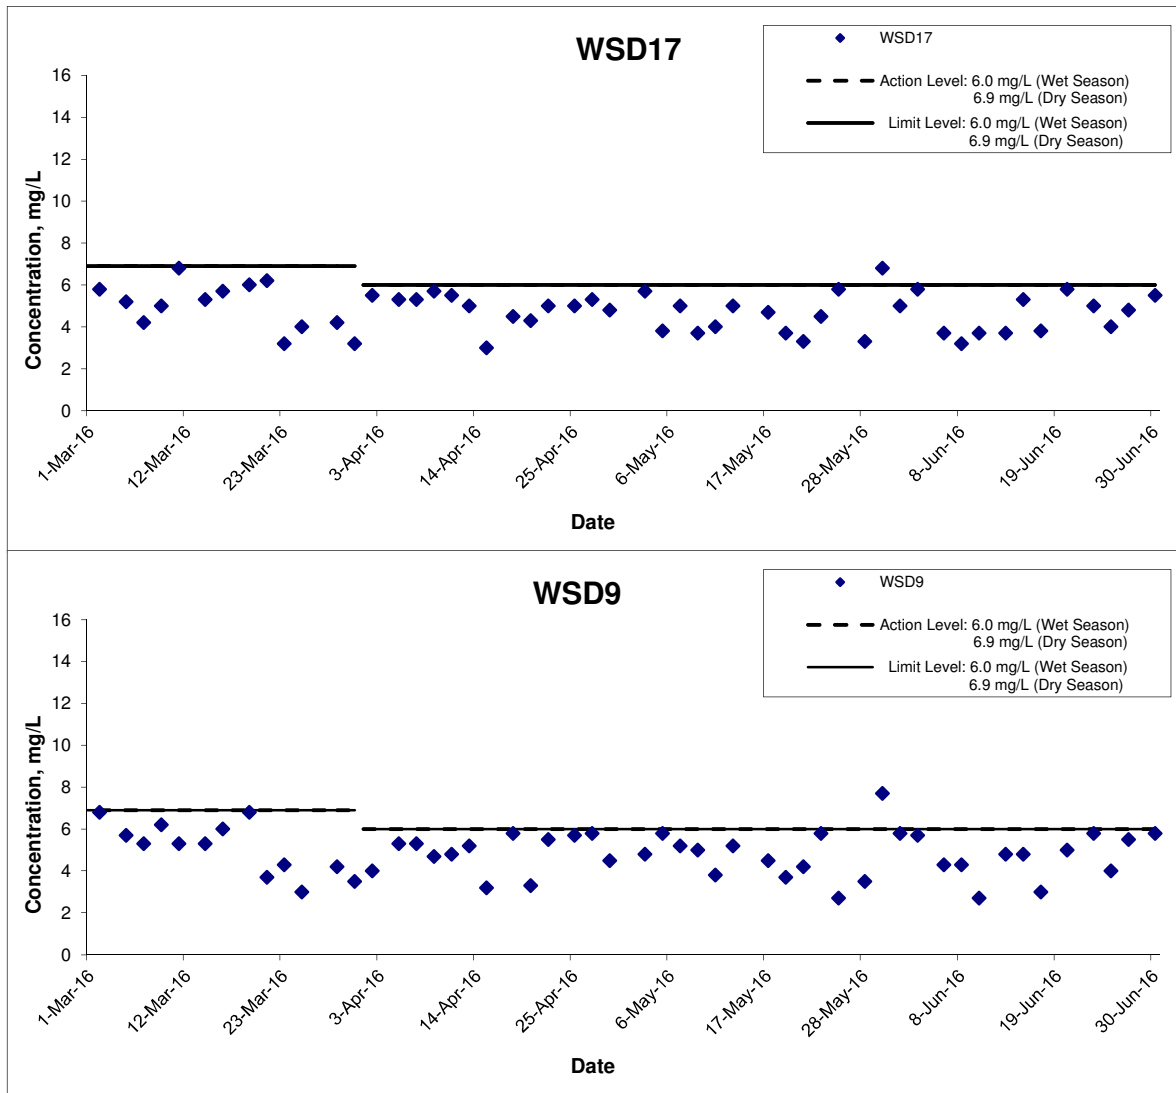 WSD17
WSD17
Action Level: 6.0 mg/L (Wet Season)
6.9 mg/L (Dry Season)
Limit Level: 6.0 mg/L (Wet Season)
6.9 mg/L (Dry Season)
Concentration, mg/L
16
14
12
10
8
6
4
2
0
1-Mar-16
12-Mar-16
23-Mar-16
3-Apr-16
14-Apr-16
25-Apr-16
6-May-16
17-May-16
28-May-16
8-Jun-16
19-Jun-16
30-Jun-16
Date
WSD9
WSD9
Action Level: 6.0 mg/L (Wet Season)
6.9 mg/L (Dry Season)
Limit Level: 6.0 mg/L (Wet Season)
6.9 mg/L (Dry Season)
Concentration, mg/L
16
14
12
10
8
6
4
2
0
1-Mar-16
12-Mar-16
23-Mar-16
3-Apr-16
14-Apr-16
25-Apr-16
6-May-16
17-May-16
28-May-16
8-Jun-16
19-Jun-16
30-Jun-16
Date